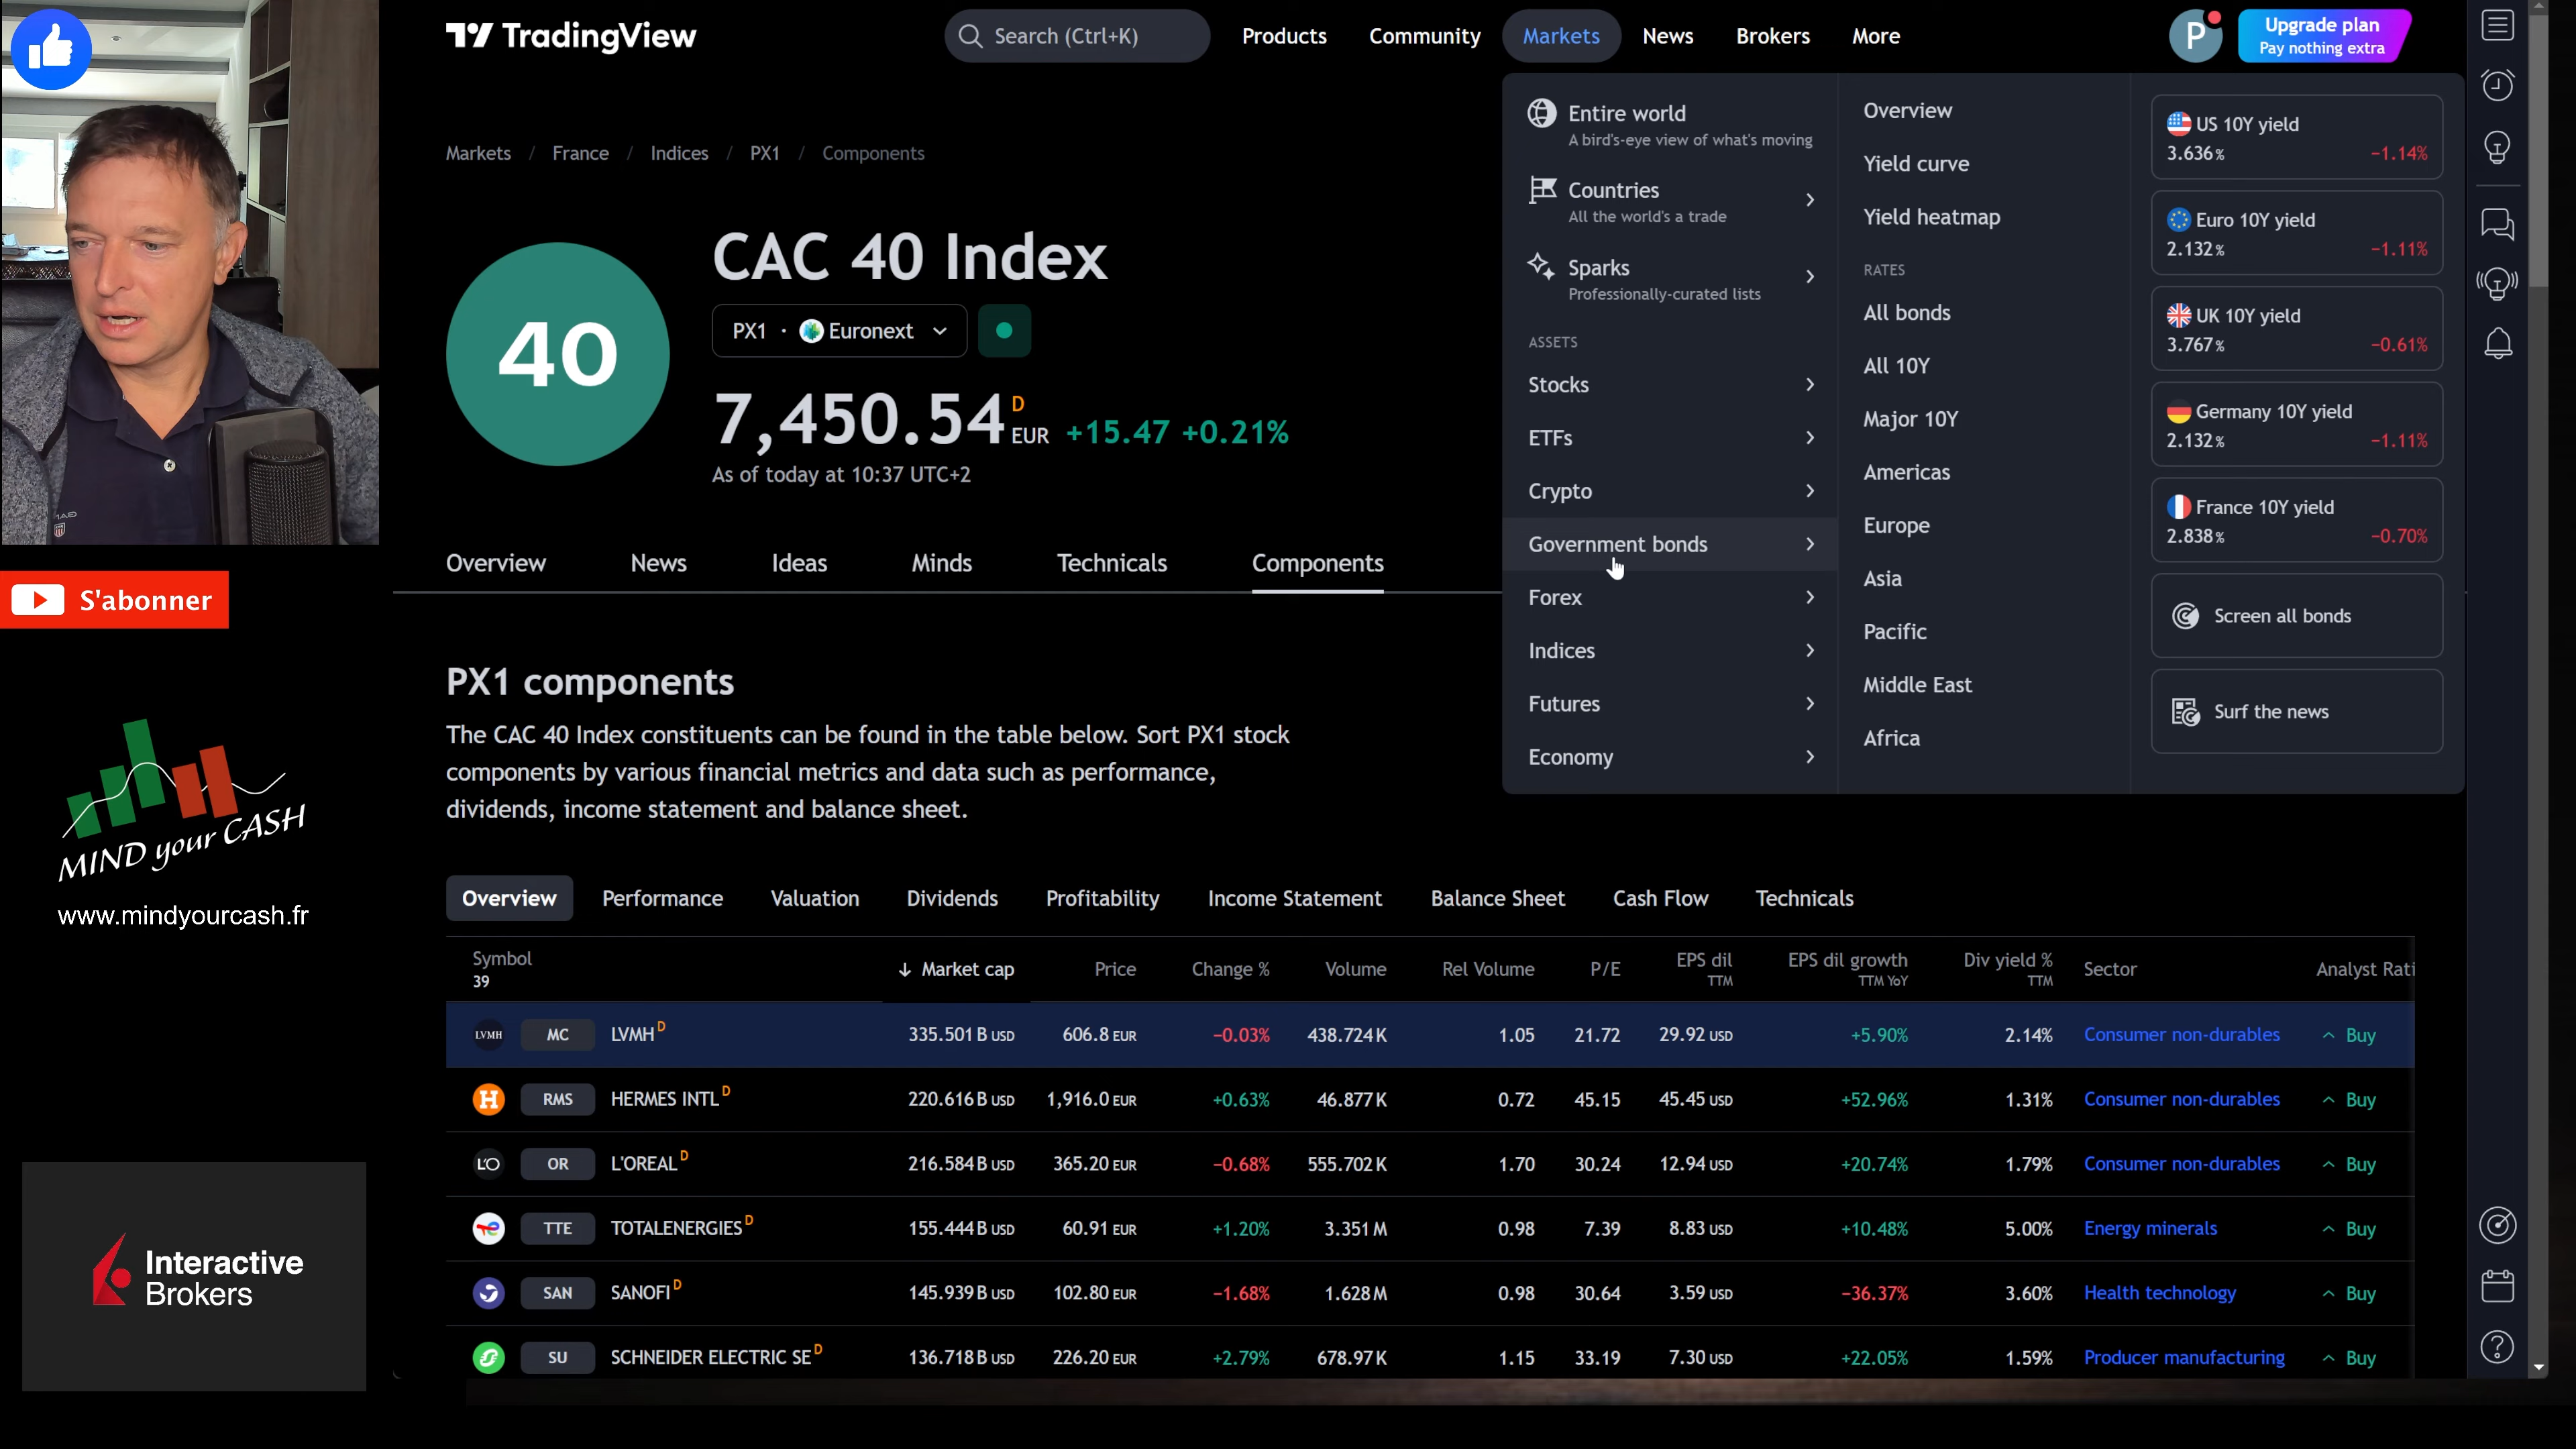 TradingView
Search (Ctrl+K)
Products
Community
Markets
News
Brokers
More
P
Upgrade plan
Pay nothing extra
Markets / France / Indices / PX1 / Components
40
CAC 40 Index
PX1 · Euronext
7,450.54 D EUR +15.47 +0.21%
As of today at 10:37 UTC+2
Overview
News
Ideas
Minds
Technicals
Components
Entire world
A bird's-eye view of what's moving
Countries
All the world's a trade
Sparks
Professionally-curated lists
ASSETS
Stocks
ETFs
Crypto
Government bonds
Forex
Indices
Futures
Economy
Overview
Yield curve
Yield heatmap
RATES
All bonds
All 10Y
Major 10Y
Americas
Europe
Asia
Pacific
Middle East
Africa
US 10Y yield
3.636% −1.14%
Euro 10Y yield
2.132% −1.11%
UK 10Y yield
3.767% −0.61%
Germany 10Y yield
2.132% −1.11%
France 10Y yield
2.838% −0.70%
Screen all bonds
Surf the news
S'abonner
MIND your CASH
www.mindyourcash.fr
Interactive
Brokers
PX1 components
The CAC 40 Index constituents can be found in the table below. Sort PX1 stock
components by various financial metrics and data such as performance,
dividends, income statement and balance sheet.
Overview Performance Valuation Dividends Profitability Income Statement Balance Sheet Cash Flow Technicals
Symbol 39 Market cap Price Change % Volume Rel Volume P/E EPS dil TTM EPS dil growth TTM YoY Div yield % TTM Sector Analyst Rati
LVMH MC LVMH D 335.501 B USD 606.8 EUR −0.03% 438.724 K 1.05 21.72 29.92 USD +5.90% 2.14% Consumer non-durables Buy
H RMS HERMES INTL D 220.616 B USD 1,916.0 EUR +0.63% 46.877 K 0.72 45.15 45.45 USD +52.96% 1.31% Consumer non-durables Buy
L'O OR L'OREAL D 216.584 B USD 365.20 EUR −0.68% 555.702 K 1.70 30.24 12.94 USD +20.74% 1.79% Consumer non-durables Buy
TTE TOTALENERGIES D 155.444 B USD 60.91 EUR +1.20% 3.351 M 0.98 7.39 8.83 USD +10.48% 5.00% Energy minerals Buy
SAN SANOFI D 145.939 B USD 102.80 EUR −1.68% 1.628 M 0.98 30.64 3.59 USD −36.37% 3.60% Health technology Buy
SU SCHNEIDER ELECTRIC SE D 136.718 B USD 226.20 EUR +2.79% 678.97 K 1.15 33.19 7.30 USD +22.05% 1.59% Producer manufacturing Buy